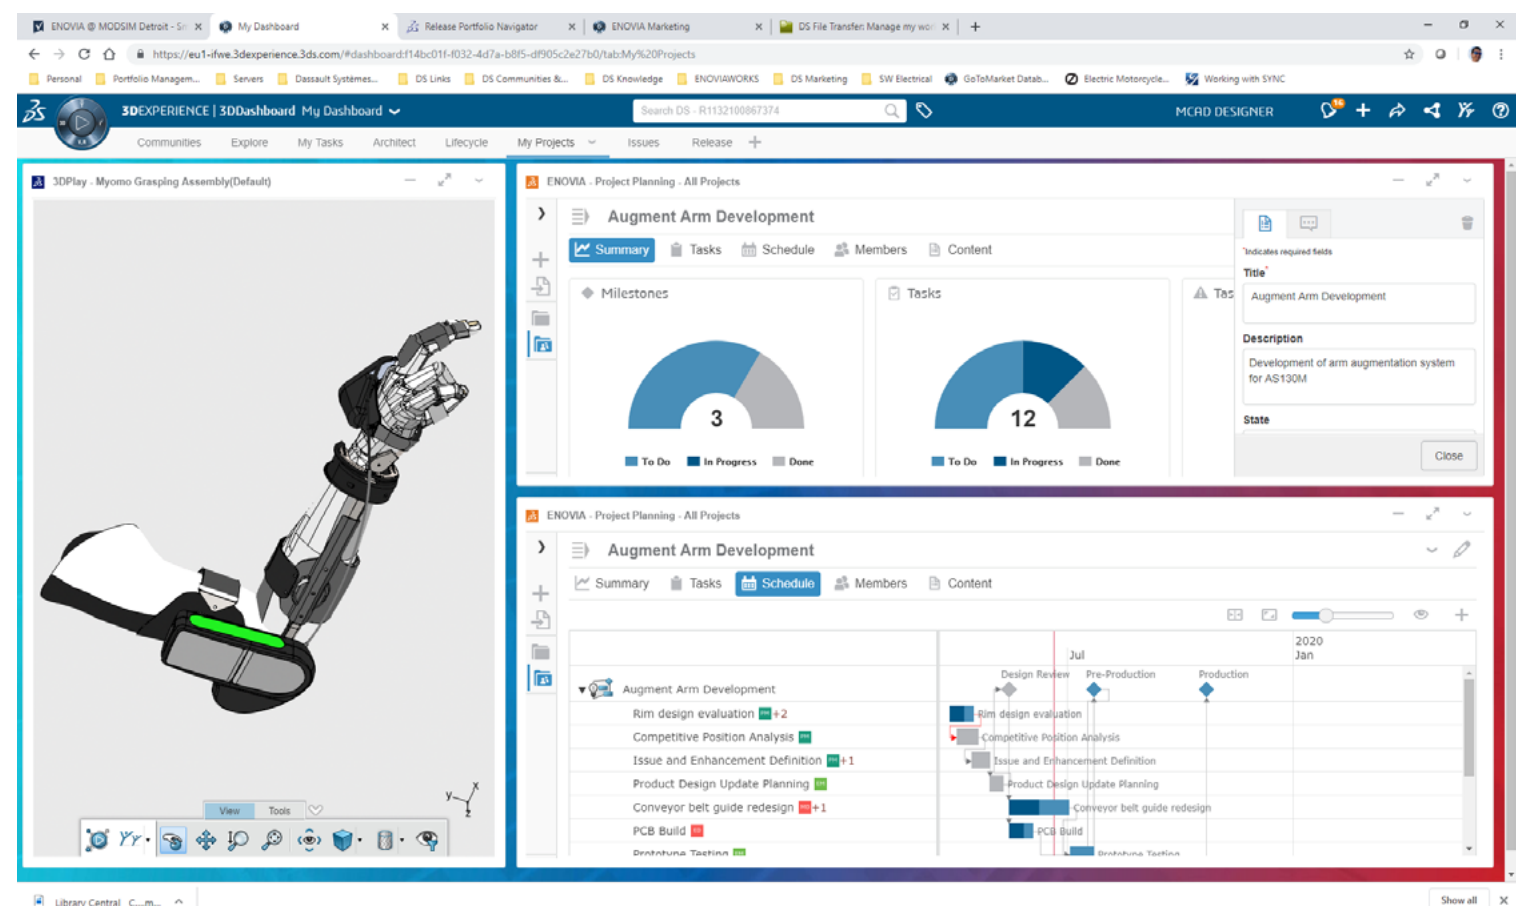 ENOVIA @ MODSIM Detroit - Sm
My Dashboard
Release Portfolio Navigator
ENOVIA Marketing
DS File Transfer: Manage my wor
https://eu1-ifwe.3dexperience.3ds.com/#dashboard:f14bc01f-f032-4d7a-b8f5-df905c2e27b0/tab:My%20Projects
Personal
Portfolio Managem...
Servers
Dassault Systèmes...
DS Links
DS Communities &...
DS Knowledge
ENOVIAWORKS
DS Marketing
SW Electrical
GoToMarket Datab...
Electric Motorcycle...
Working with SYNC
3DEXPERIENCE | 3DDashboard My Dashboard
Search DS - R1132100867374
MCAD DESIGNER
Communities
Explore
My Tasks
Architect
Lifecycle
My Projects
Issues
Release
3DPlay - Myomo Grasping Assembly(Default)
View
Tools
y
x
z
ENOVIA - Project Planning - All Projects
Augment Arm Development
Summary
Tasks
Schedule
Members
Content
Milestones
3
To Do
In Progress
Done
Tasks
12
To Do
In Progress
Done
Tas
*Indicates required fields
Title*
Augment Arm Development
Description
Development of arm augmentation system
for AS130M
State
Close
ENOVIA - Project Planning - All Projects
Augment Arm Development
Summary
Tasks
Schedule
Members
Content
2020
Jul
Jan
Design Review
Pre-Production
Production
Augment Arm Development
Rim design evaluation +2
Rim design evaluation
Competitive Position Analysis
Competitive Position Analysis
Issue and Enhancement Definition +1
Issue and Enhancement Definition
Product Design Update Planning
Product Design Update Planning
Conveyor belt guide redesign +1
Conveyor belt guide redesign
PCB Build
PCB Build
Prototype Testing
Prototype Testing
Library Central_C....m...
Show all